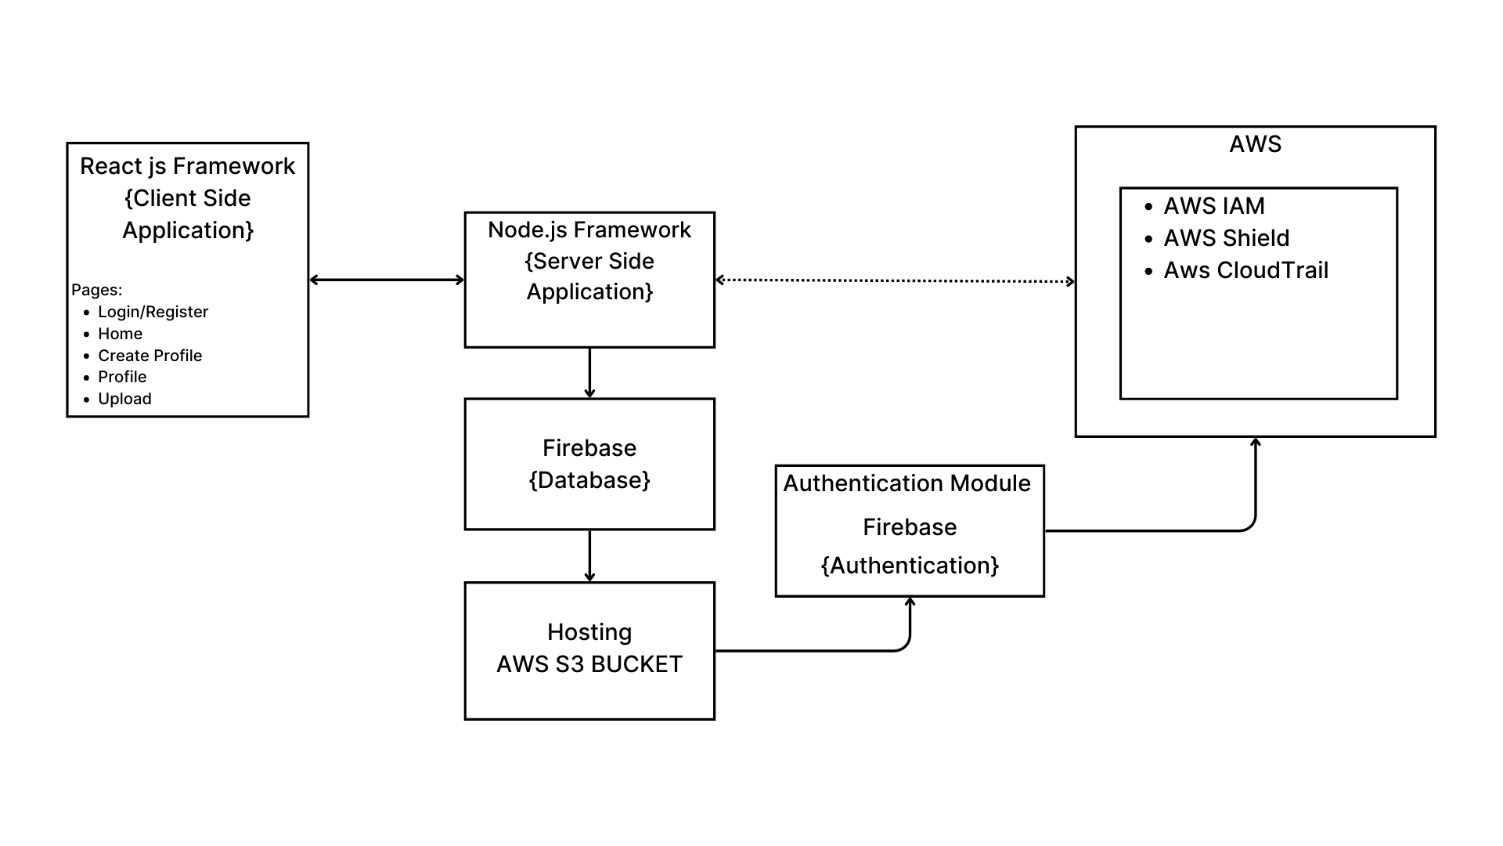 React js Framework
{Client Side
Application}
Pages:
• Login/Register
• Home
• Create Profile
• Profile
• Upload
Node.js Framework
{Server Side
Application}
Firebase
{Database}
Hosting
AWS S3 BUCKET
Authentication Module
Firebase
{Authentication}
AWS
• AWS IAM
• AWS Shield
• Aws CloudTrail